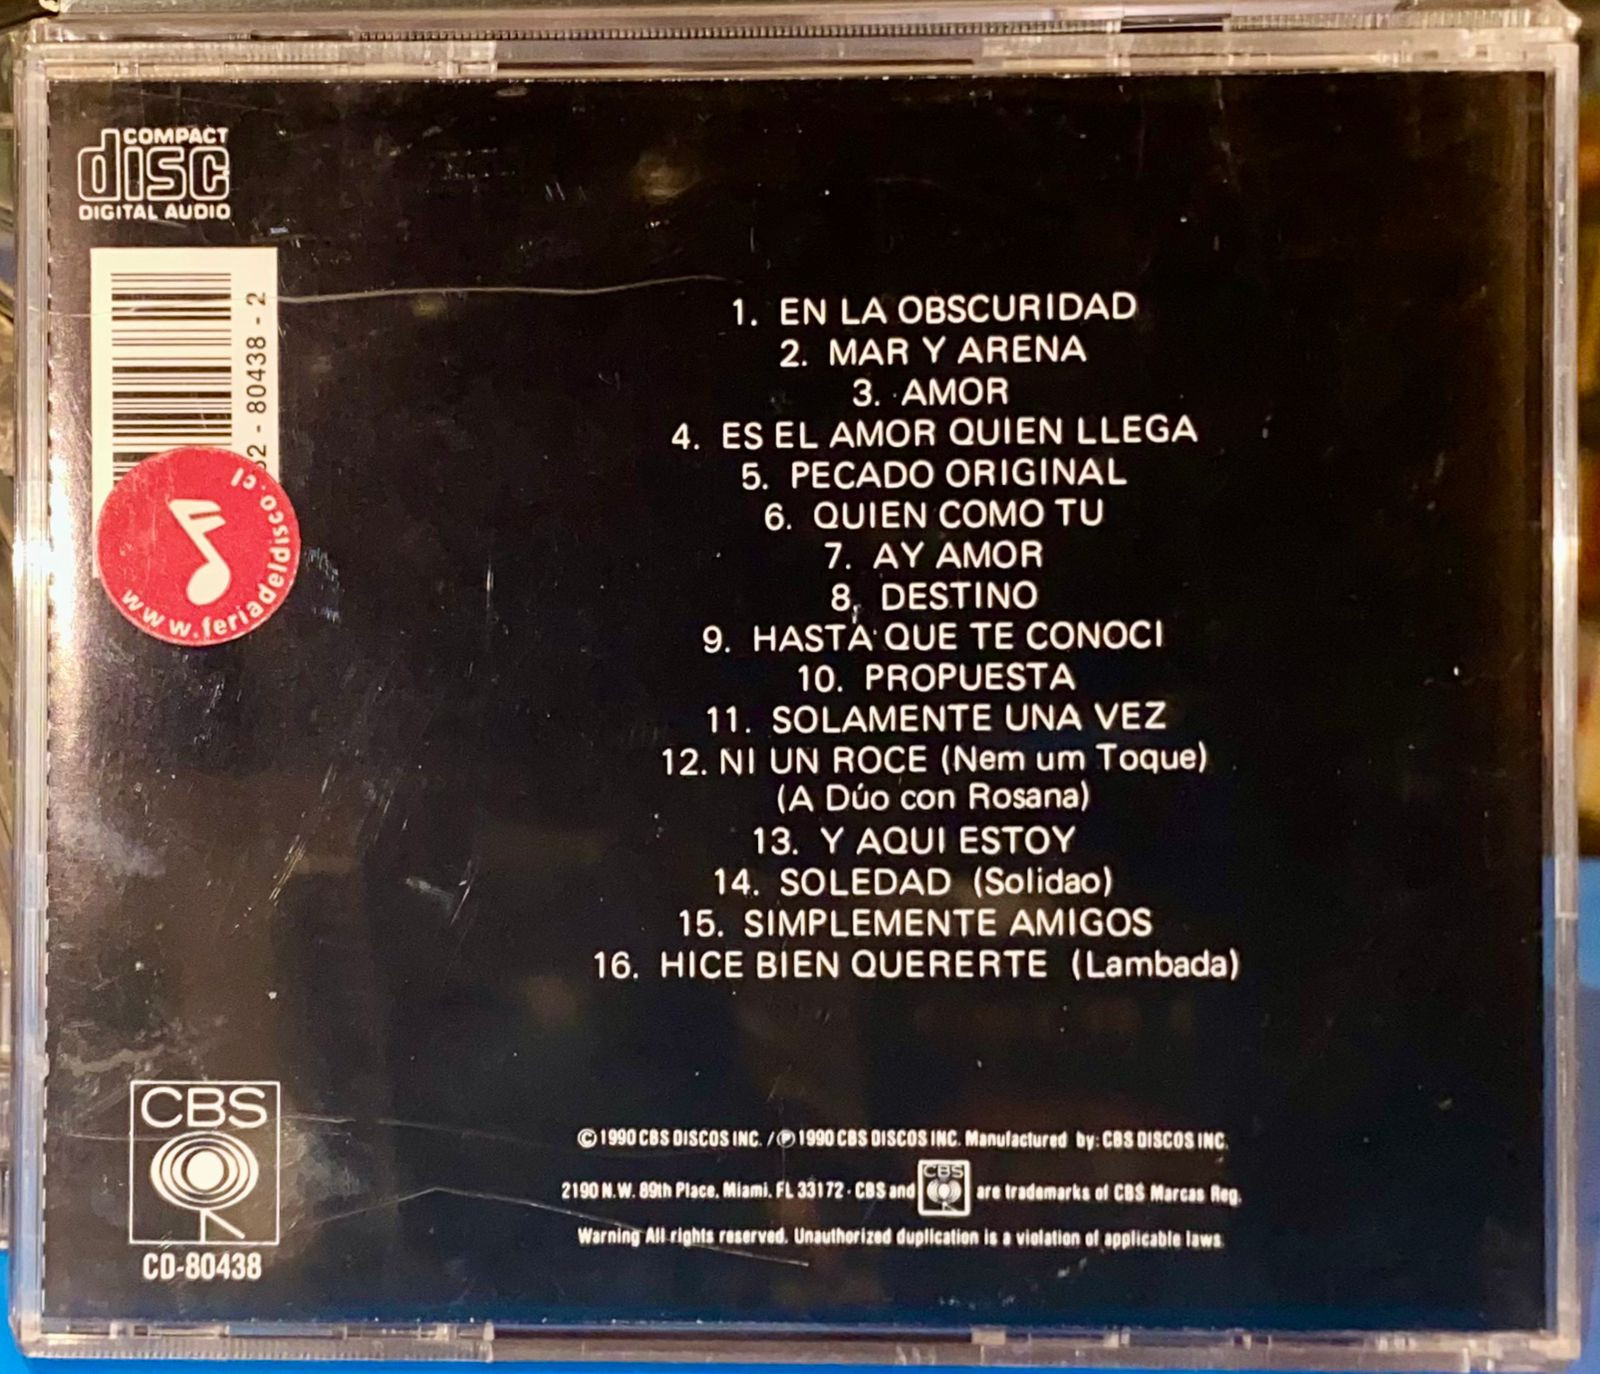 COMPACT
disc
DIGITAL AUDIO
2 - 80438 - 2
www.feriadeldisco.cl
1. EN LA OBSCURIDAD
2. MAR Y ARENA
3. AMOR
4. ES EL AMOR QUIEN LLEGA
5. PECADO ORIGINAL
6. QUIEN COMO TU
7. AY AMOR
8. DESTINO
9. HASTA QUE TE CONOCI
10. PROPUESTA
11. SOLAMENTE UNA VEZ
12. NI UN ROCE (Nem um Toque)
(A Dúo con Rosana)
13. Y AQUI ESTOY
14. SOLEDAD (Solidao)
15. SIMPLEMENTE AMIGOS
16. HICE BIEN QUERERTE (Lambada)
CBS
CD-80438
© 1990 CBS DISCOS INC. / ℗ 1990 CBS DISCOS INC. Manufactured by: CBS DISCOS INC.
2190 N.W. 89th Place, Miami, FL 33172 · CBS and CBS are trademarks of CBS Marcas Reg.
Warning All rights reserved. Unauthorized duplication is a violation of applicable laws